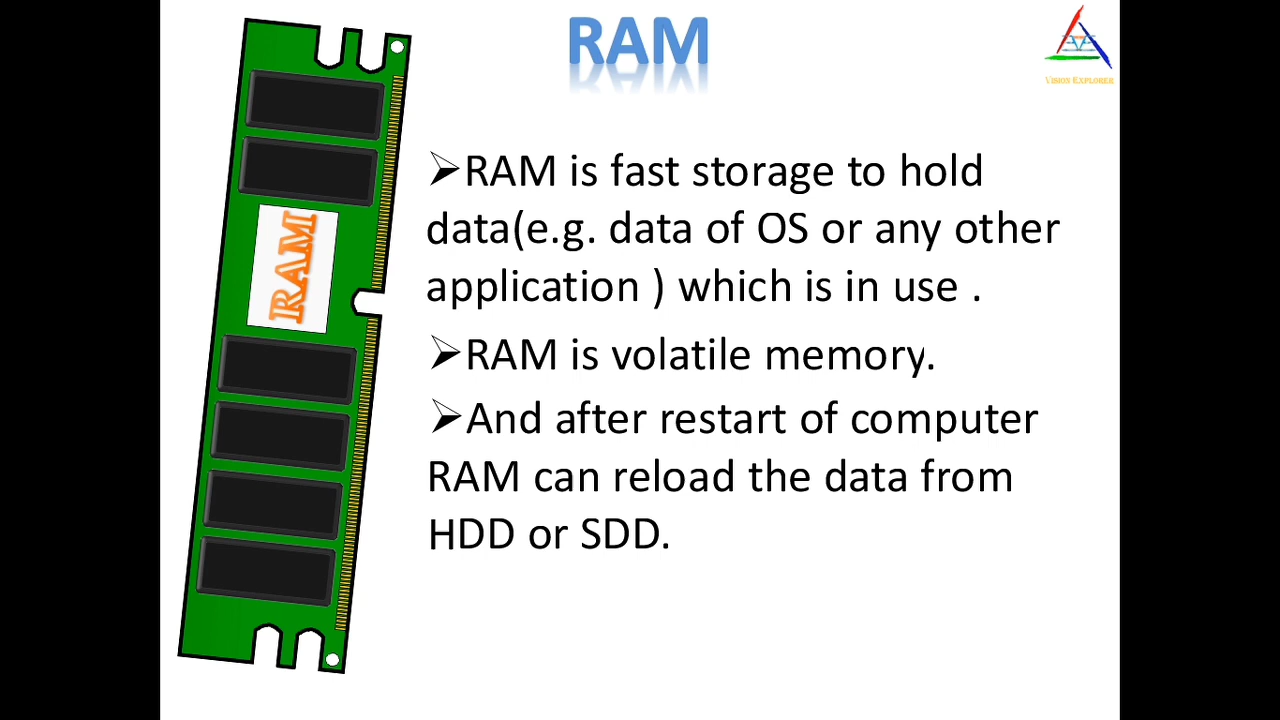 RAM
VISION EXPLORER
RAM
➢RAM is fast storage to hold
data(e.g. data of OS or any other
application ) which is in use .
➢RAM is volatile memory.
➢And after restart of computer
RAM can reload the data from
HDD or SDD.